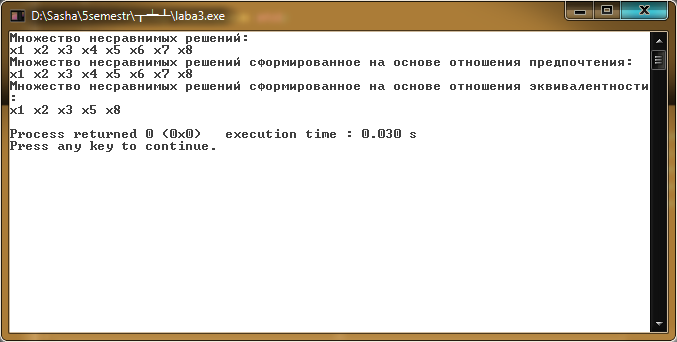 D:\Sasha\5semestr\┬┴┴\laba3.exe
Множество несравнимых решений:
x1 x2 x3 x4 x5 x6 x7 x8
Множество несравнимых решений сформированное на основе отношения предпочтения:
x1 x2 x3 x4 x5 x6 x7 x8
Множество несравнимых решений сформированное на основе отношения эквивалентности
:
x1 x2 x3 x5 x8
Process returned 0 (0x0)   execution time : 0.030 s
Press any key to continue.